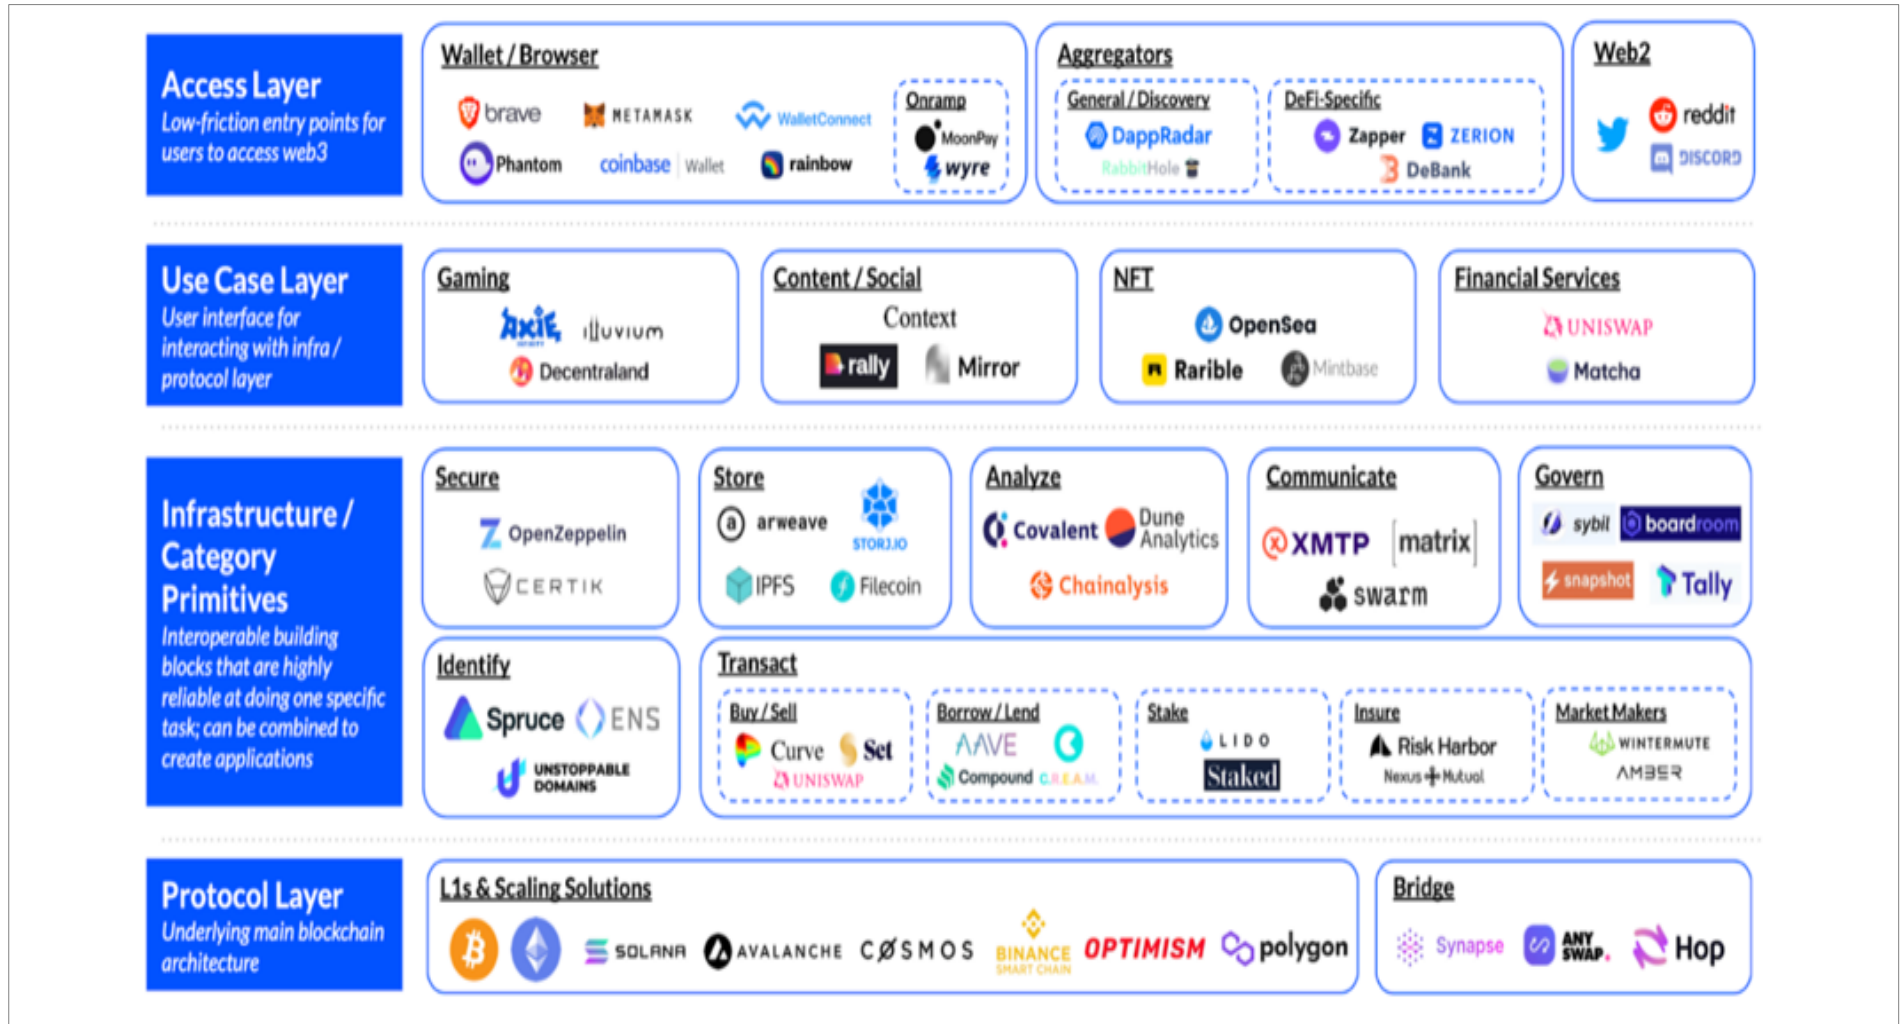 Access Layer
Low-friction entry points for
users to access web3
Wallet / Browser
brave
METAMASK
WalletConnect
Phantom
coinbase | Wallet
rainbow
Onramp
MoonPay
wyre
Aggregators
General / Discovery
DappRadar
RabbitHole
DeFi-Specific
Zapper
ZERION
DeBank
Web2
reddit
DISCORD
Use Case Layer
User interface for
interacting with infra /
protocol layer
Gaming
AXIE
INFINITY
illuvium
Decentraland
Content / Social
Context
rally
Mirror
NFT
OpenSea
Rarible
Mintbase
Financial Services
UNISWAP
Matcha
Infrastructure /
Category
Primitives
Interoperable building
blocks that are highly
reliable at doing one specific
task; can be combined to
create applications
Secure
OpenZeppelin
CERTIK
Store
a arweave
STORJ.IO
IPFS
Filecoin
Analyze
Covalent
Dune
Analytics
Chainalysis
Communicate
XMTP
[matrix]
swarm
Govern
sybil
boardroom
snapshot
Tally
Identify
Spruce
ENS
UNSTOPPABLE
DOMAINS
Transact
Buy / Sell
Curve
Set
UNISWAP
Borrow / Lend
AAVE
Compound
C.R.E.A.M.
Stake
LIDO
Staked
Insure
Risk Harbor
Nexus Mutual
Market Makers
WINTERMUTE
AMBER
Protocol Layer
Underlying main blockchain
architecture
L1s & Scaling Solutions
SOLANA
AVALANCHE
COSMOS
BINANCE
SMART CHAIN
OPTIMISM
polygon
Bridge
Synapse
ANY
SWAP.
Hop